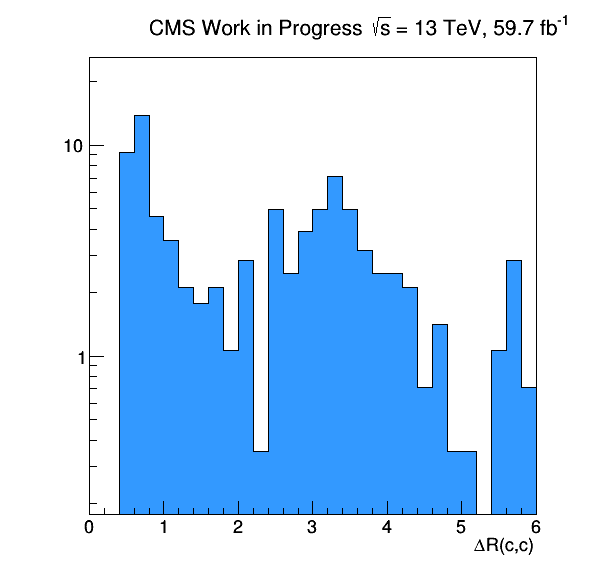 CMS Work in Progress √s = 13 TeV, 59.7 fb⁻¹
10
1
0 1 2 3 4 5 6
ΔR(c,c)